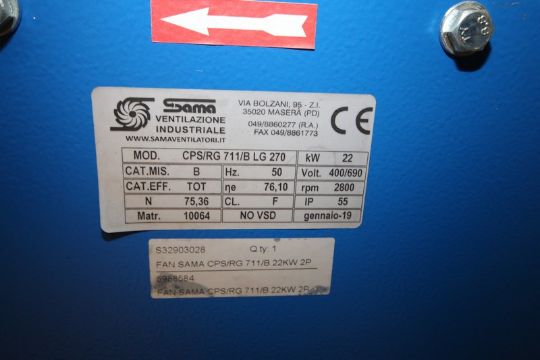 8.8
Sama
VENTILAZIONE
INDUSTRIALE
WWW.SAMAVENTILATORI.IT
VIA BOLZANI, 95 - Z.I.
35020 MASERÀ (PD)
049/8860277 (R.A.)
FAX 049/8861773
CE
MOD. CPS/RG 711/B LG 270 kW 22
CAT.MIS. B Hz. 50 Volt. 400/690
CAT.EFF. TOT ηe 76,10 rpm 2800
N 75,36 CL. F IP 55
Matr. 10064 NO VSD gennaio-19
S32903028 Q.ty: 1
FAN SAMA CPS/RG 711/B 22KW 2P
5958584
FAN SAMA CPS/RG 711/B 22KW 2P